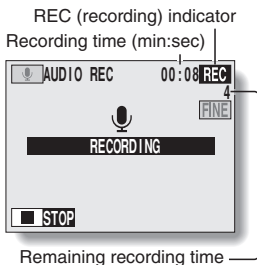 REC (recording) indicator
Recording time (min:sec)
AUDIO REC 00:08 REC
4
FINE
RECORDING
STOP
Remaining recording time